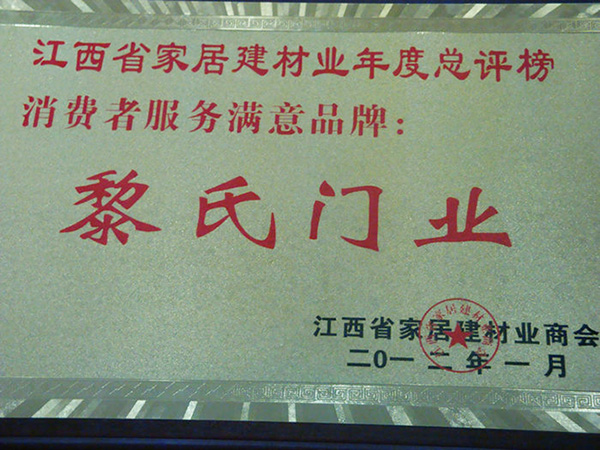 江西省家居建材业年度总评榜
消费者服务满意品牌：
黎氏门业
江西省家居建材业商会
二〇一二年一月